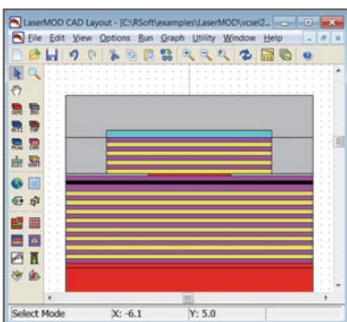 LaserMOD CAD Layout - [C:\RSoft\examples\LaserMOD\vcsel2...
File Edit View Options Run Graph Utility Window Help
Select Mode X: -6.1 Y: 5.0